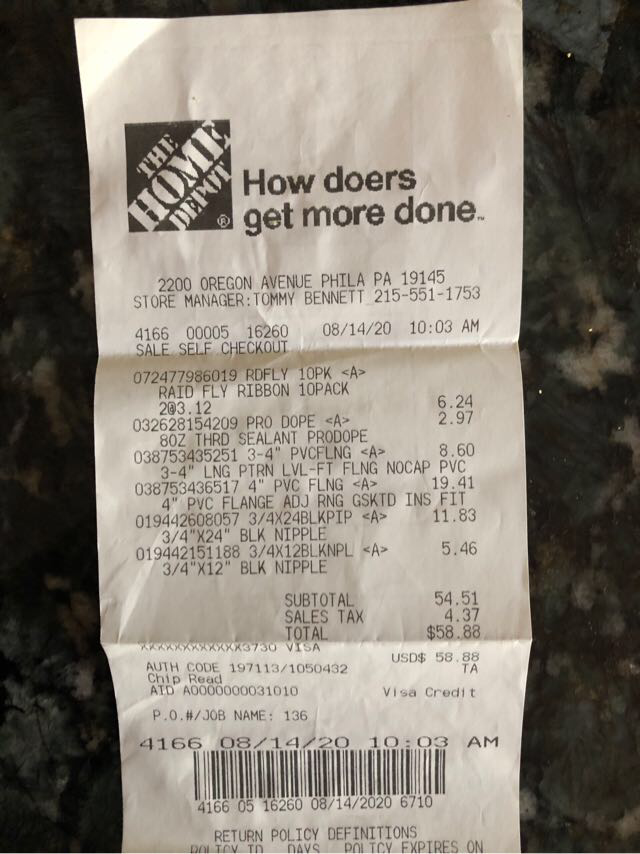 THE
HOME
DEPOT
®
How doers
get more done™
2200 OREGON AVENUE PHILA PA 19145
STORE MANAGER:TOMMY BENNETT 215-551-1753
4166 00005 16260 08/14/20 10:03 AM
SALE SELF CHECKOUT
072477986019 RDFLY 10PK <A>
RAID FLY RIBBON 10PACK
2@3.12 6.24
032628154209 PRO DOPE <A> 2.97
8OZ THRD SEALANT PRODOPE
038753435251 3-4" PVCFLNG <A> 8.60
3-4" LNG PTRN LVL-FT FLNG NOCAP PVC
038753436517 4" PVC FLNG <A> 19.41
4" PVC FLANGE ADJ RNG GSKTD INS FIT
019442608057 3/4X24BLKPIP <A> 11.83
3/4"X24" BLK NIPPLE
019442151188 3/4X12BLKNPL <A> 5.46
3/4"X12" BLK NIPPLE
SUBTOTAL 54.51
SALES TAX 4.37
TOTAL $58.88
XXXXXXXXXXXX3730 VISA
USD$ 58.88
AUTH CODE 197113/1050432 TA
Chip Read
AID A0000000031010 Visa Credit
P.O.#/JOB NAME: 136
4166 08/14/20 10:03 AM
4166 05 16260 08/14/2020 6710
RETURN POLICY DEFINITIONS
POLICY ID DAYS POLICY EXPIRES ON